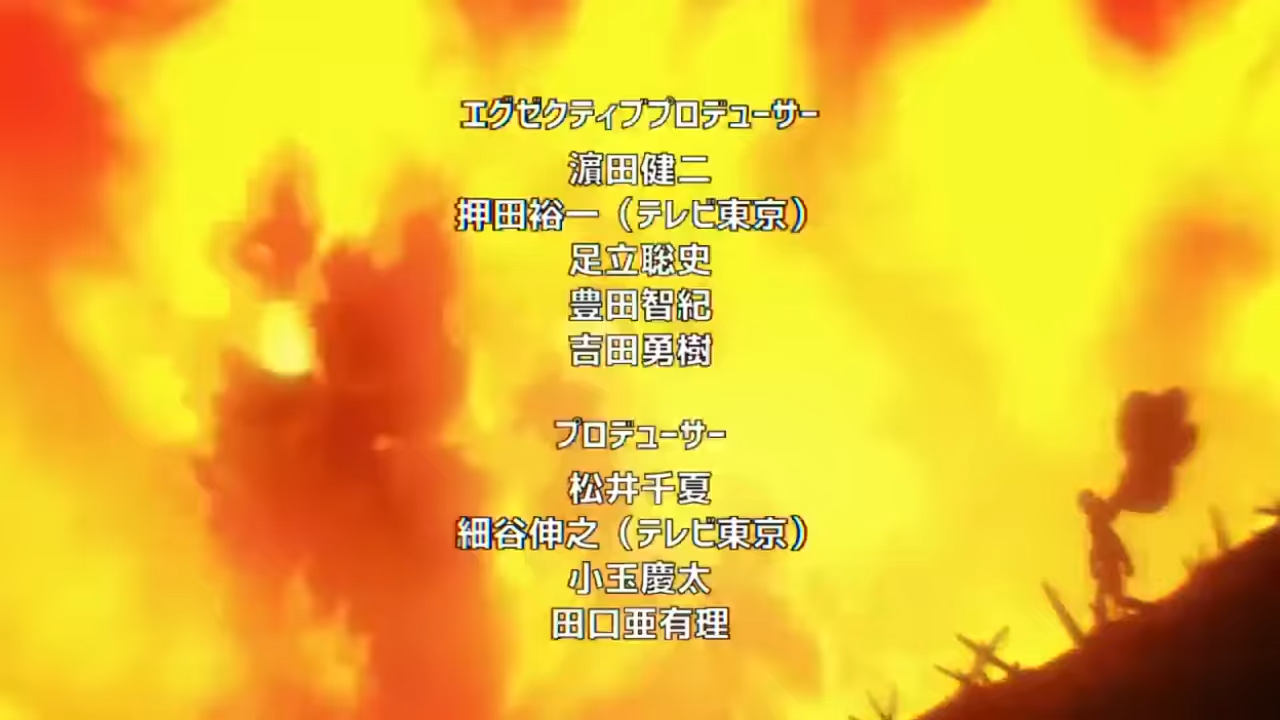 エグゼクティブプロデューサー
濵田健二
押田裕一（テレビ東京）
足立聡史
豊田智紀
吉田勇樹
プロデューサー
松井千夏
細谷伸之（テレビ東京）
小玉慶太
田口亜有理